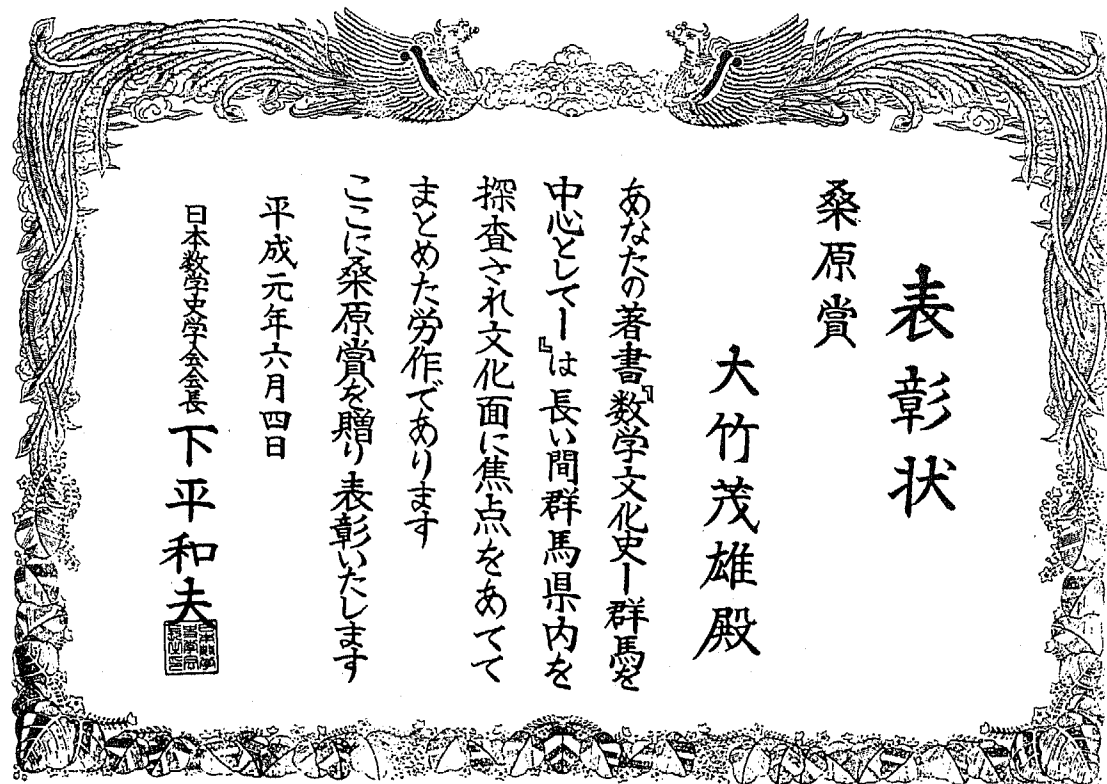 表彰状
桑原賞
大竹茂雄殿
あなたの著書『数学文化史ー群馬を
中心としてー』は長い間群馬県内を
探査され文化面に焦点をあてて
まとめた労作であります
ここに桑原賞を贈り表彰いたします
平成元年六月四日
日本数学史学会会長 下平和夫